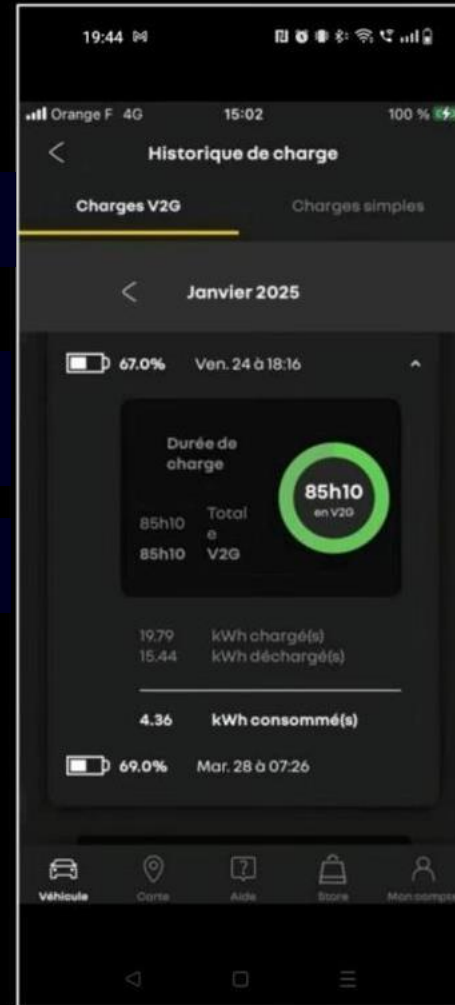 19:44
Orange F 4G 15:02 100 %
Historique de charge
Charges V2G Charges simples
Janvier 2025
67.0% Ven. 24 à 18:16
Durée de
charge
85h10
en V2G
85h10 Total
e
85h10 V2G
19.79 kWh chargé(s)
15.44 kWh déchargé(s)
4.36 kWh consommé(s)
69.0% Mar. 28 à 07:26
Véhicule Carte Aide Store Mon compte